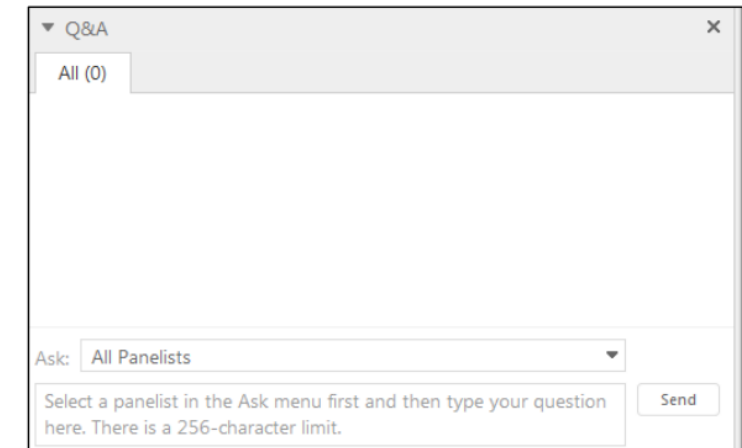 Q&A
All (0)
Ask: All Panelists
Select a panelist in the Ask menu first and then type your question
here. There is a 256-character limit.
Send